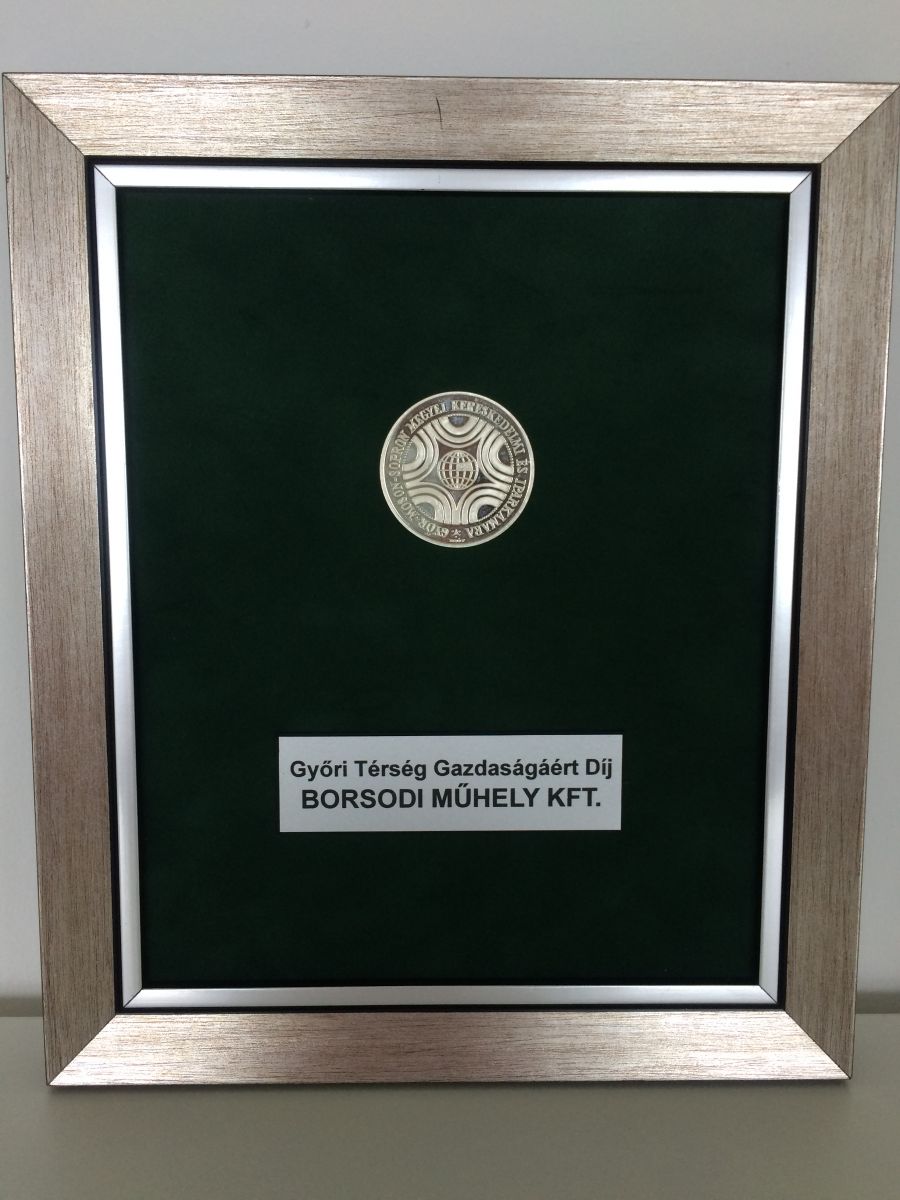 GYŐR-MOSON-SOPRON MEGYEI KERESKEDELMI ÉS IPARKAMARA *
Győri Térség Gazdaságáért Díj
BORSODI MŰHELY KFT.